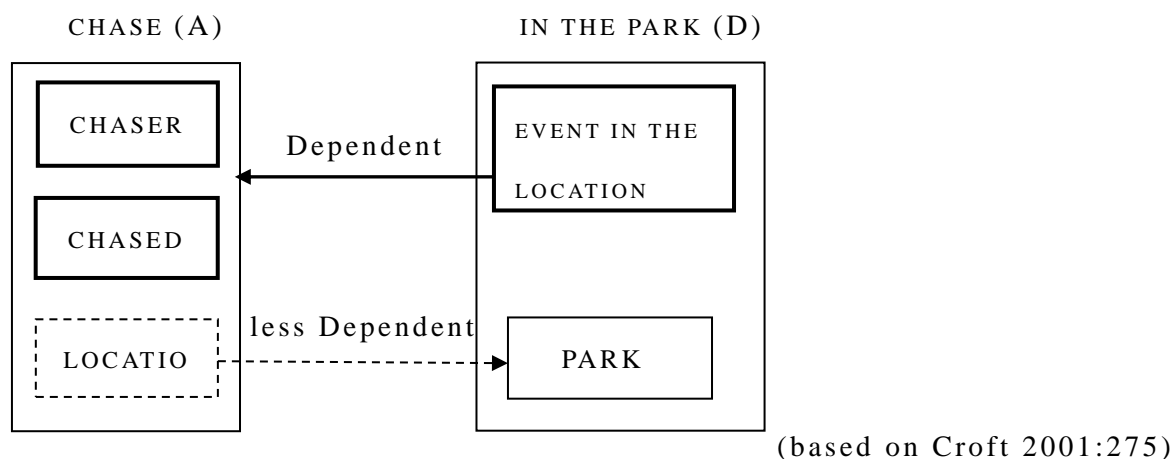 CHASE (A)
IN THE PARK (D)
CHASER
CHASED
LOCATIO
Dependent
less Dependent
EVENT IN THE
LOCATION
PARK
(based on Croft 2001:275)